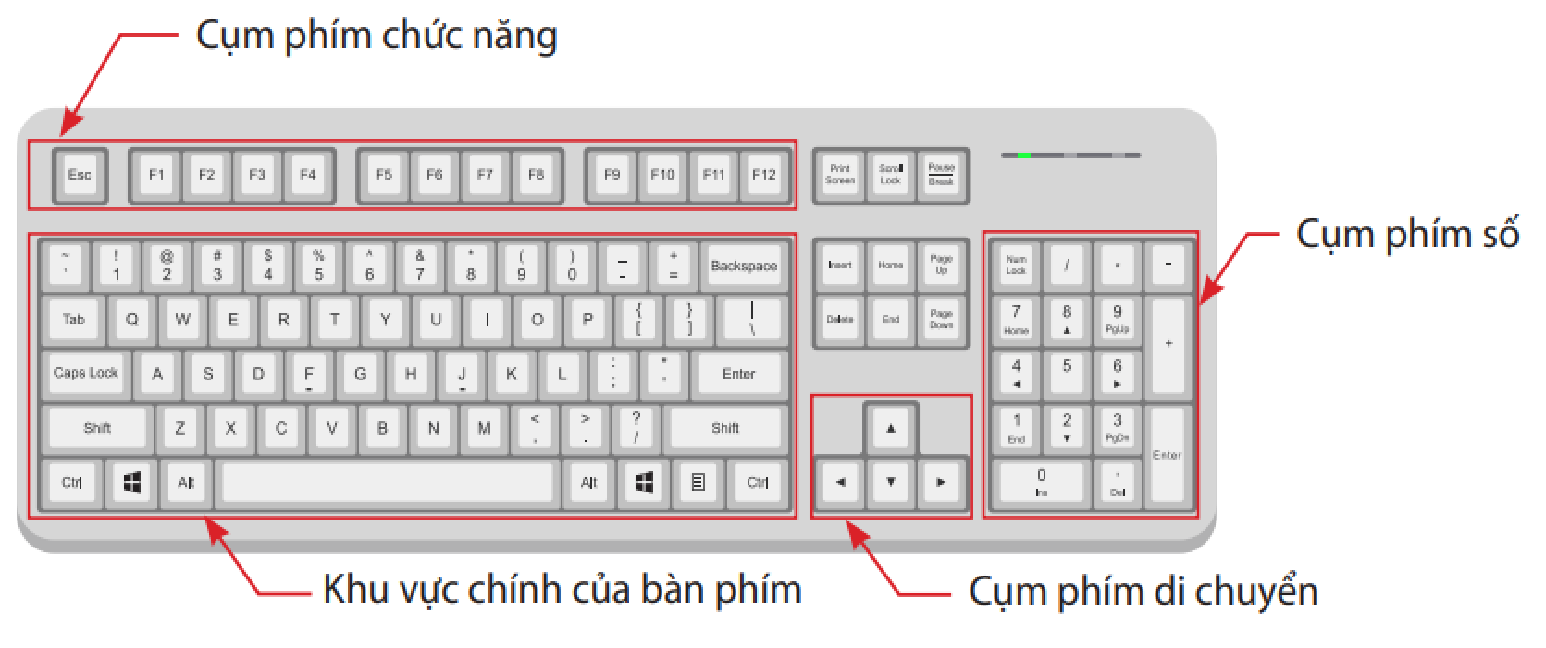 Cụm phím chức năng
Esc F1 F2 F3 F4 F5 F6 F7 F8 F9 F10 F11 F12 Print Screen Scroll Lock Pause Break
Cụm phím số
~ ! @ # $ % ^ & * ( ) _ +
` 1 2 3 4 5 6 7 8 9 0 - = Backspace Insert Home Page Up Num Lock / * -
Tab Q W E R T Y U I O P { [ } ] | \ Delete End Page Down 7 Home 8 ▲ 9 PgUp +
Caps Lock A S D F G H J K L : ; " ' Enter 4 ◄ 5 6 ►
Shift Z X C V B N M < , > . ? / Shift ▲ 1 End 2 ▼ 3 PgDn Enter
Ctrl Alt Alt Ctrl ◄ ▼ ► 0 Ins . Del
Khu vực chính của bàn phím
Cụm phím di chuyển